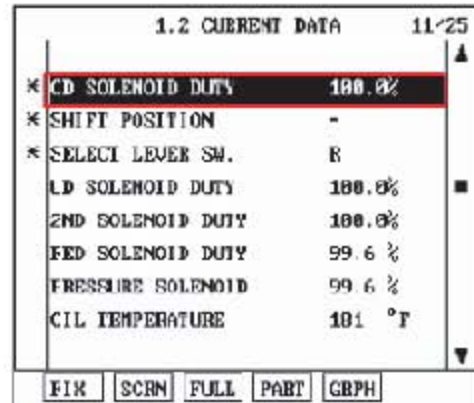 1.2 CURRENT DATA 11/25
* CD SOLENOID DUTY 100.0%
* SHIFT POSITION -
* SELECT LEVER SW. R
LD SOLENOID DUTY 100.0%
2ND SOLENOID DUTY 100.0%
RED SOLENOID DUTY 99.6 %
PRESSURE SOLENOID 99.6 %
OIL TEMPERATURE 181 °F
FIX SCRN FULL PART GRPH